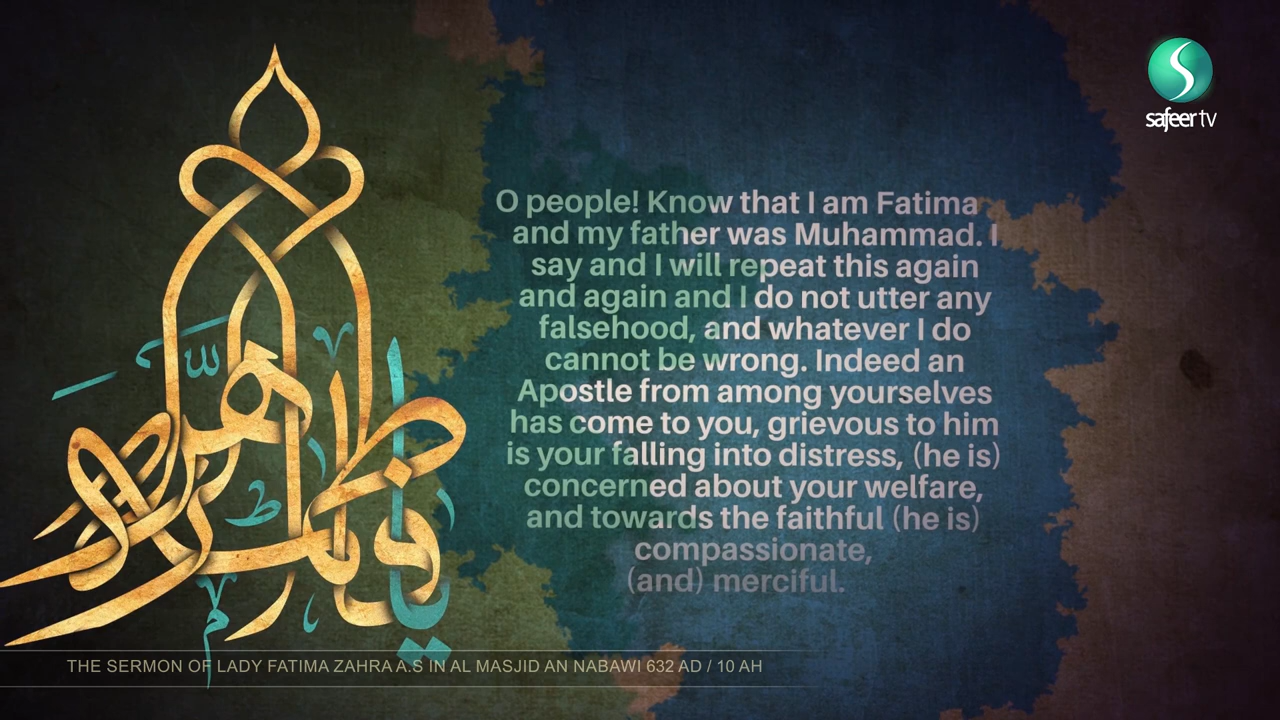 safeer tv
O people! Know that I am Fatima
and my father was Muhammad. I
say and I will repeat this again
and again and I do not utter any
falsehood, and whatever I do
cannot be wrong. Indeed an
Apostle from among yourselves
has come to you, grievous to him
is your falling into distress, (he is)
concerned about your welfare,
and towards the faithful (he is)
compassionate,
(and) merciful.
يا فاطمة الزهراء
THE SERMON OF LADY FATIMA ZAHRA A.S IN AL MASJID AN NABAWI 632 AD / 10 AH